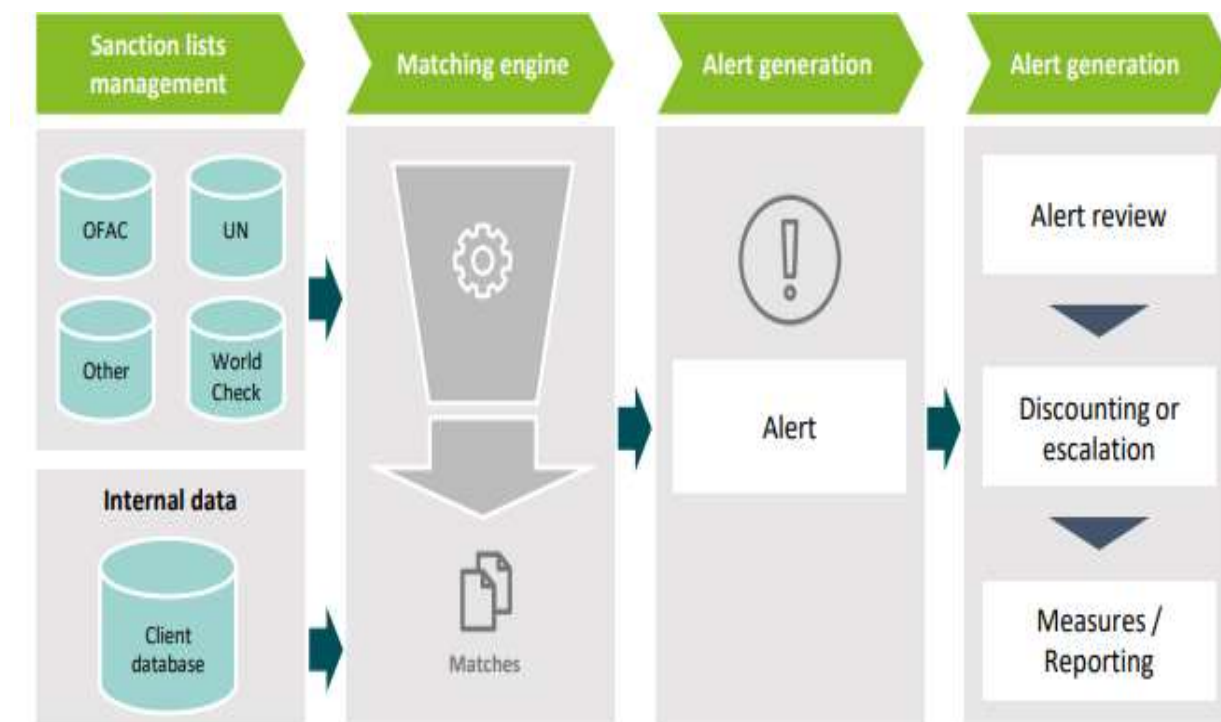 Sanction lists
management
Matching engine
Alert generation
Alert generation
OFAC
UN
Other
World
Check
Internal data
Client
database
Matches
Alert
Alert review
Discounting or
escalation
Measures /
Reporting